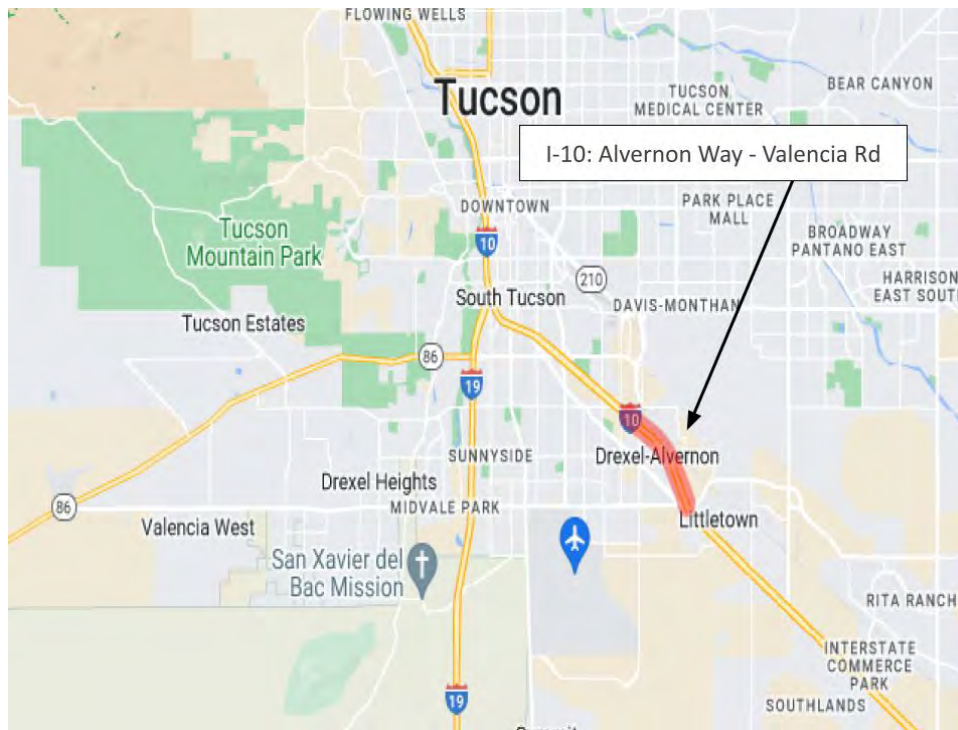 FLOWING WELLS
Tucson
TUCSON
MEDICAL CENTER
BEAR CANYON
I-10: Alvernon Way - Valencia Rd
DOWNTOWN
PARK PLACE
MALL
Tucson
Mountain Park
10
BROADWAY
PANTANO EAST
210
HARRISON
EAST SOUTH
South Tucson
DAVIS-MONTHAN
Tucson Estates
86
19
10
SUNNYSIDE
Drexel-Alvernon
Drexel Heights
86
MIDVALE PARK
Valencia West
Littletown
San Xavier del
Bac Mission
RITA RANCH
INTERSTATE
COMMERCE
PARK
19
SOUTHLANDS